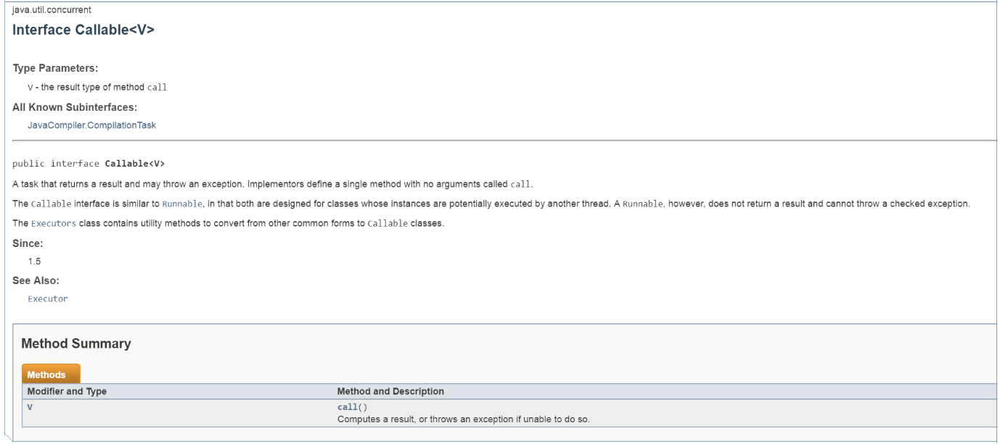 java.util.concurrent
Interface Callable<V>
Type Parameters:
V - the result type of method call
All Known Subinterfaces:
JavaCompiler.CompilationTask
public interface Callable<V>
A task that returns a result and may throw an exception. Implementors define a single method with no arguments called call.
The Callable interface is similar to Runnable, in that both are designed for classes whose instances are potentially executed by another thread. A Runnable, however, does not return a result and cannot throw a checked exception.
The Executors class contains utility methods to convert from other common forms to Callable classes.
Since:
1.5
See Also:
Executor
Method Summary
Methods
Modifier and Type Method and Description
V call()
Computes a result, or throws an exception if unable to do so.